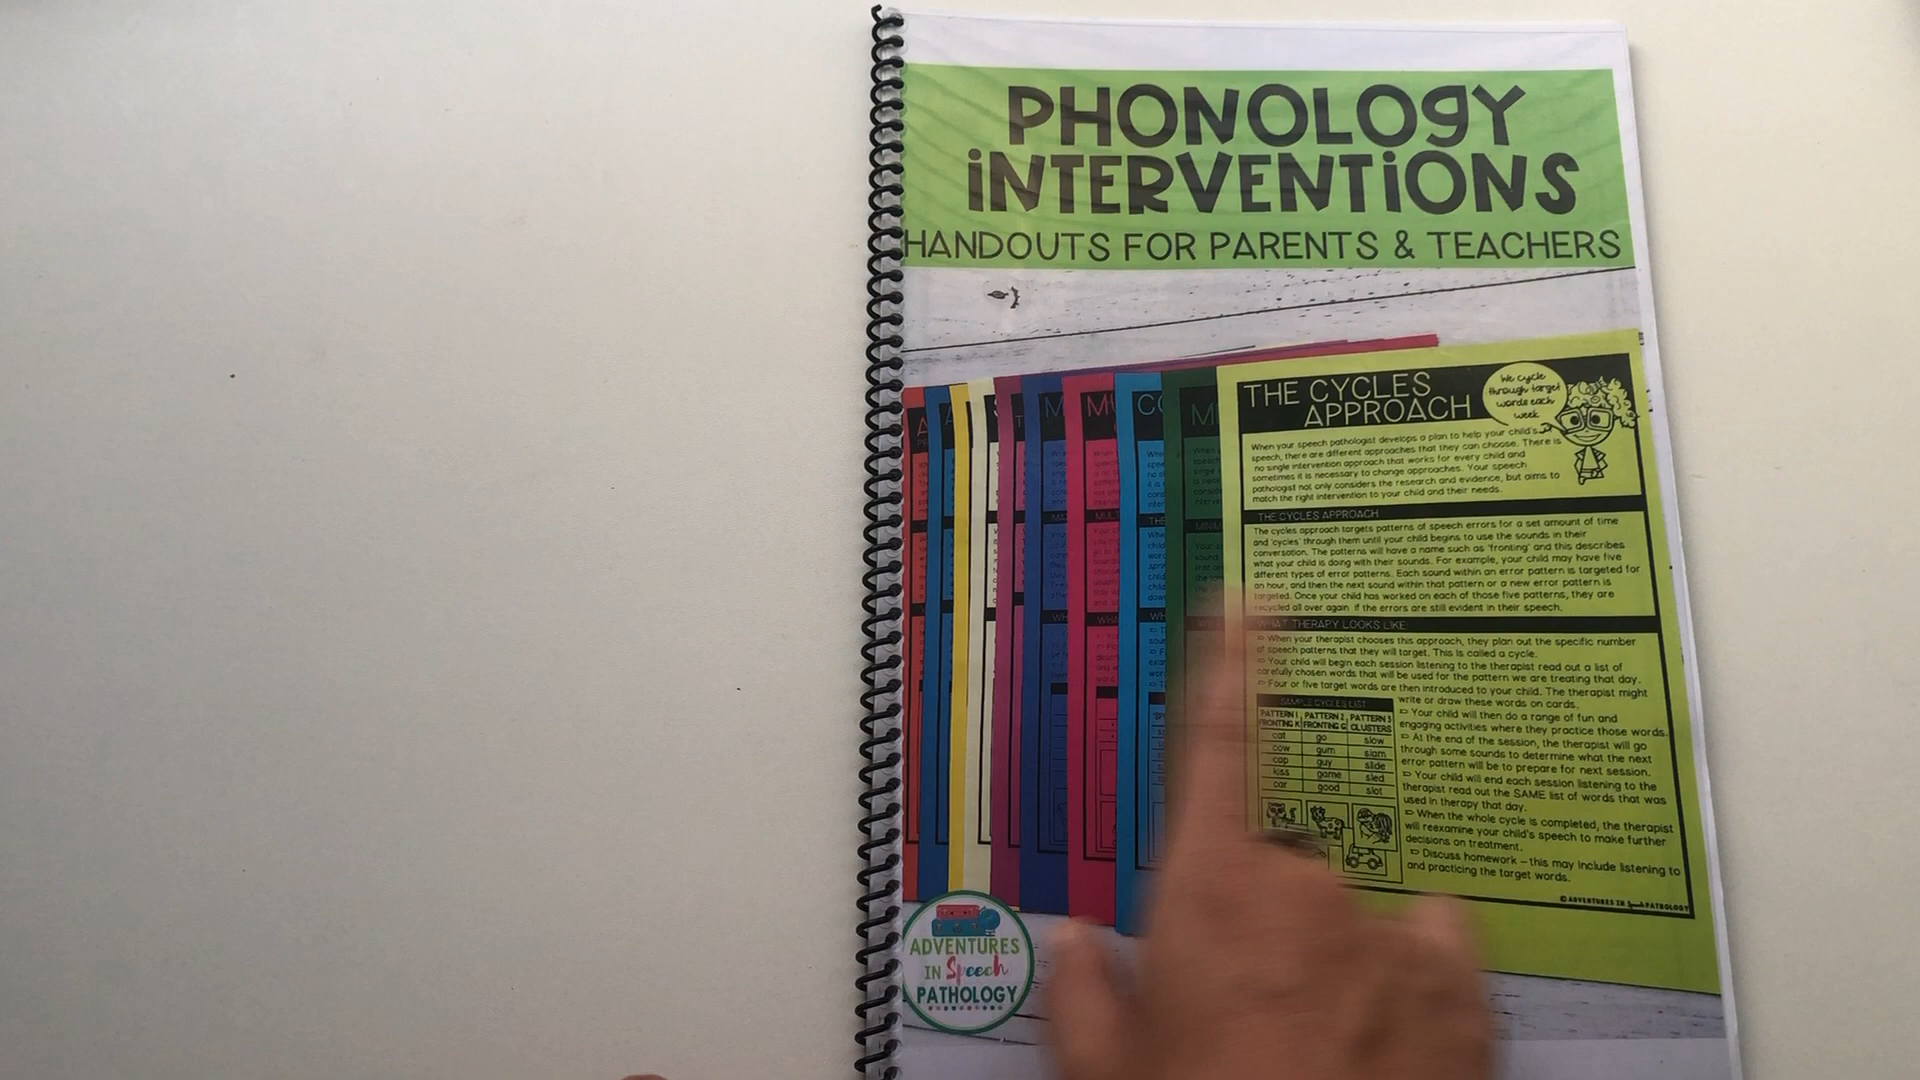 PHONOLOGY
INTERVENTIONS
HANDOUTS FOR PARENTS & TEACHERS
THE CYCLES
APPROACH
We cycle
through target
words each
week
When your speech pathologist develops a plan to help your child's
speech, there are different approaches that they can choose. There is
no single intervention approach that works for every child and
sometimes it is necessary to change approaches. Your speech
pathologist not only considers the research and evidence, but aims to
match the right intervention to your child and their needs.
THE CYCLES APPROACH
The cycles approach targets patterns of speech errors for a set amount of time
and 'cycles' through them until your child begins to use the sounds in their
conversation. The patterns will have a name such as 'fronting' and this describes
what your child is doing with their sounds. For example, your child may have five
different types of error patterns. Each sound within an error pattern is targeted for
an hour, and then the next sound within that pattern or a new error pattern is
targeted. Once your child has worked on each of those five patterns, they are
recycled all over again if the errors are still evident in their speech.
WHAT THERAPY LOOKS LIKE
When your therapist chooses this approach, they plan out the specific number
of speech patterns that they will target. This is called a cycle.
Your child will begin each session listening to the therapist read out a list of
carefully chosen words that will be used for the pattern we are treating that day.
Four or five target words are then introduced to your child. The therapist might
write or draw these words on cards.
Your child will then do a range of fun and
engaging activities where they practice those words.
At the end of the session, the therapist will go
through some sounds to determine what the next
error pattern will be to prepare for next session.
Your child will end each session listening to the
therapist read out the SAME list of words that was
used in therapy that day.
When the whole cycle is completed, the therapist
will reexamine your child's speech to make further
decisions on treatment.
Discuss homework – this may include listening to
and practicing the target words.
SAMPLE CYCLES LIST
PATTERN 1 PATTERN 2 PATTERN 3
FRONTING K FRONTING G CLUSTERS
cat go slow
cow gum slam
cap guy slide
kiss game sled
car good slot
© ADVENTURES IN Speech PATHOLOGY
ADVENTURES
IN Speech
PATHOLOGY